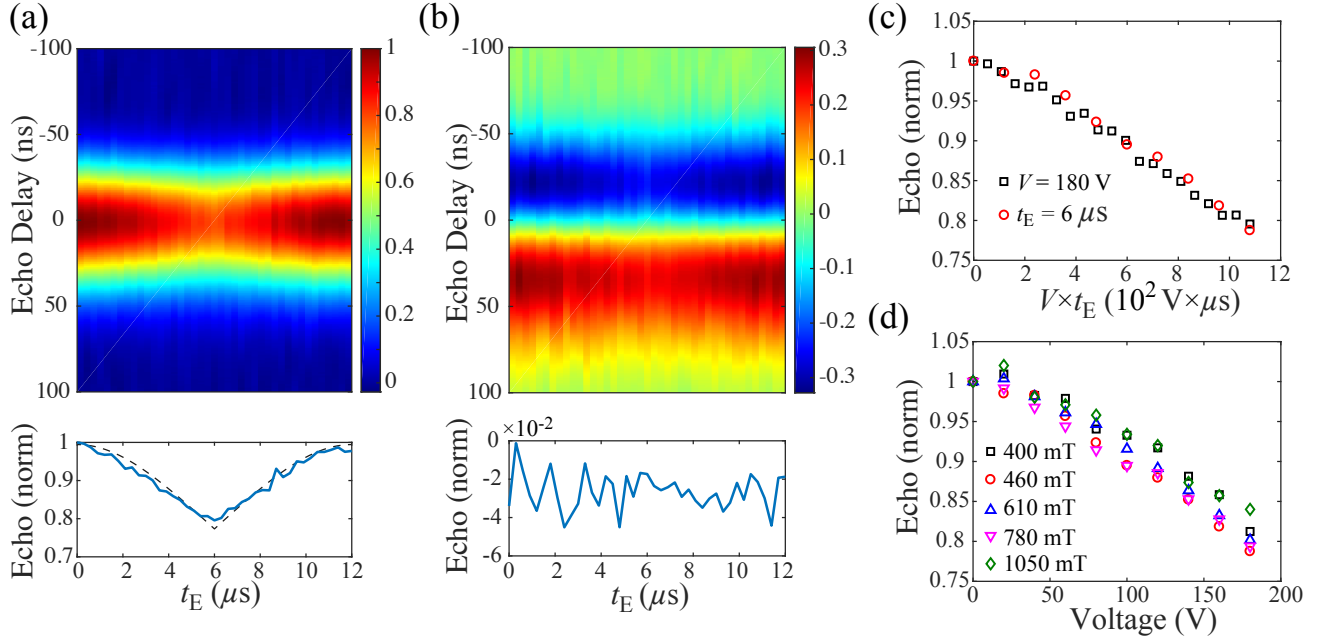 (a)
-100
-50
0
50
100
Echo Delay (ns)
1
0.8
0.6
0.4
0.2
0
1
0.9
0.8
0.7
Echo (norm)
0 2 4 6 8 10 12
tE (μs)
(b)
-100
-50
0
50
100
Echo Delay (ns)
0.3
0.2
0.1
0
-0.1
-0.2
-0.3
×10-2
0
-2
-4
-6
Echo (norm)
0 2 4 6 8 10 12
tE (μs)
(c)
1.05
1
0.95
0.9
0.85
0.8
0.75
Echo (norm)
V = 180 V
tE = 6 μS
0 2 4 6 8 10 12
V×tE (102 V×μs)
(d)
1.05
1
0.95
0.9
0.85
0.8
0.75
Echo (norm)
400 mT
460 mT
610 mT
780 mT
1050 mT
0 50 100 150 200
Voltage (V)